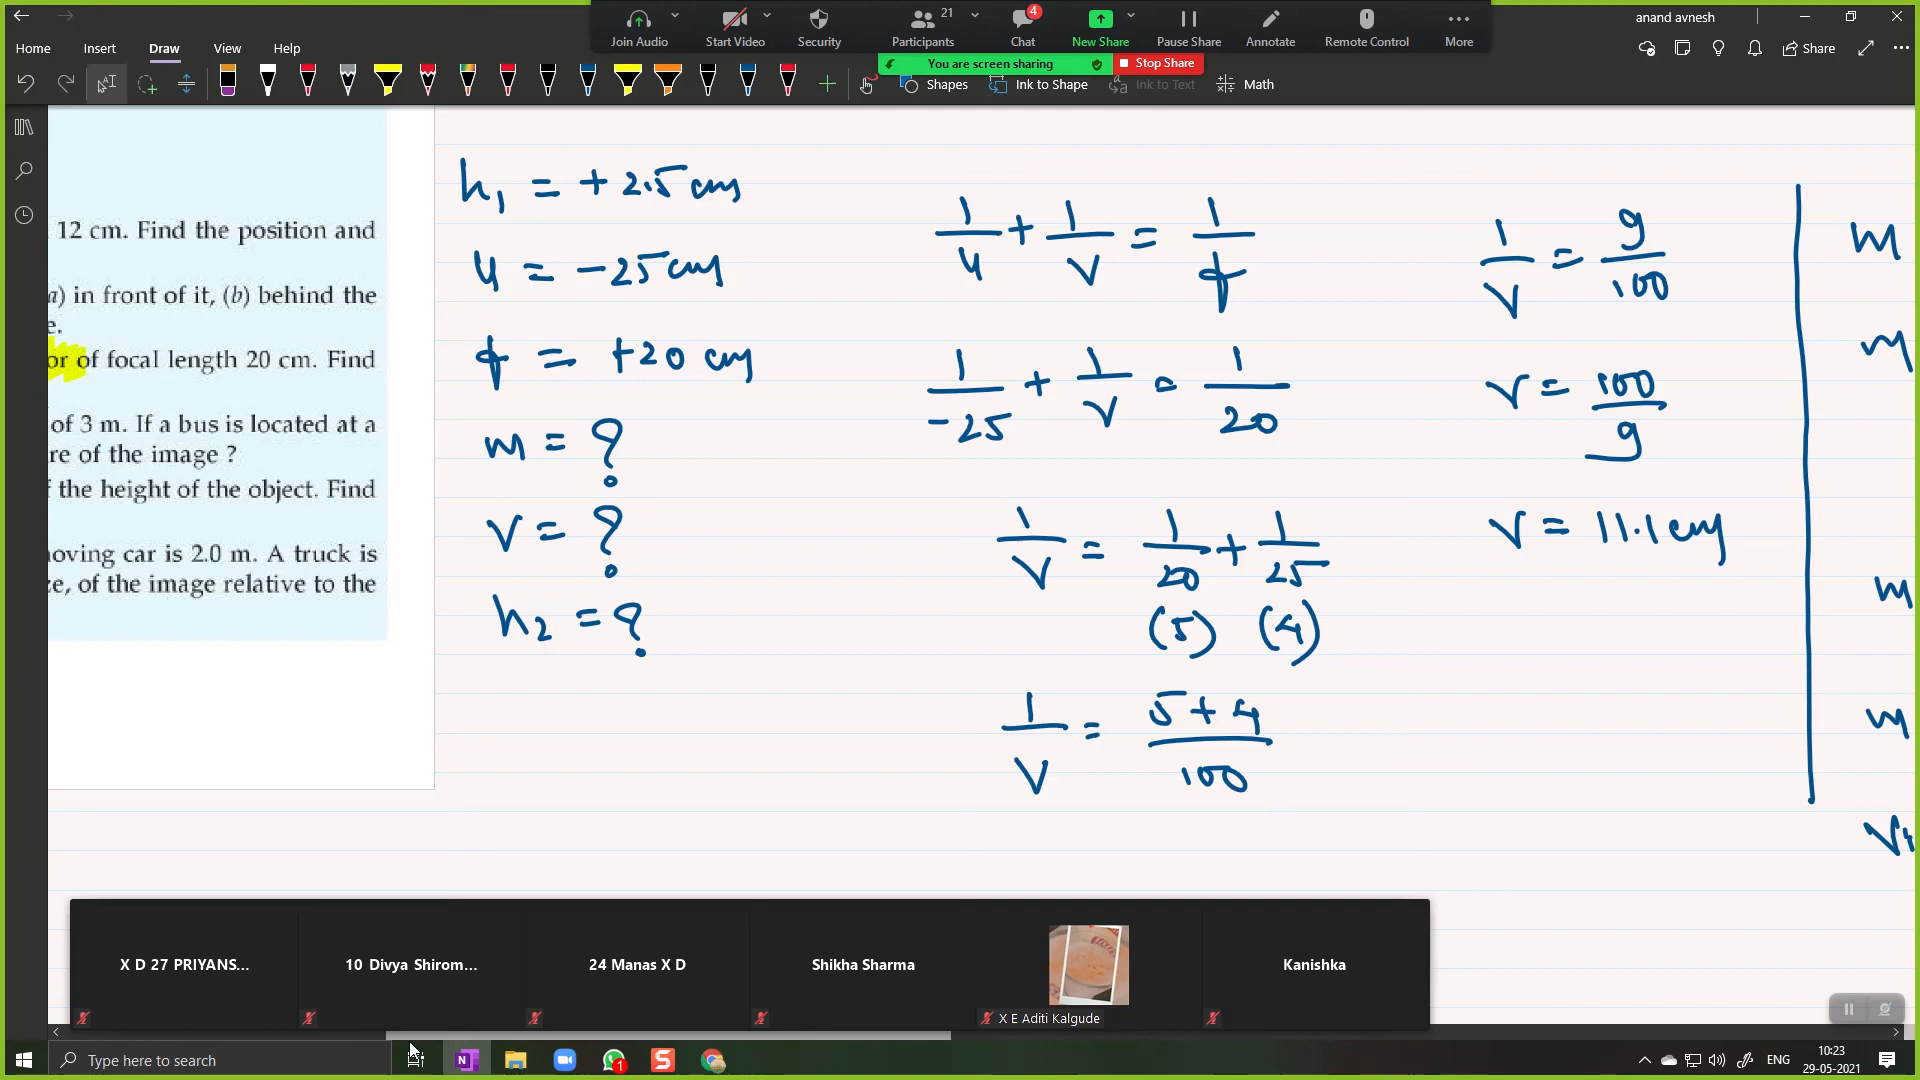 anand avnesh
Join Audio
Start Video
Security
Participants
21
Chat
4
New Share
Pause Share
Annotate
Remote Control
More
You are screen sharing
Stop Share
Home Insert Draw View Help
Share
Shapes
Ink to Shape
Ink to Text
Math
12 cm. Find the position and
a) in front of it, (b) behind the
e.
or of focal length 20 cm. Find
of 3 m. If a bus is located at a
re of the image ?
f the height of the object. Find
oving car is 2.0 m. A truck is
ze, of the image relative to the
h₁ = +2.5 cm
u = -25 cm
f = +20 cm
m = ?
v = ?
h₂ = ?
1/u + 1/v = 1/f
1/-25 + 1/v = 1/20
1/v = 1/20 + 1/25
(5) (4)
1/v = 5+4/100
1/v = 9/100
v = 100/9
v = 11.1 cm
m
m
m
m
X D 27 PRIYANS...
10 Divya Shirom...
24 Manas X D
Shikha Sharma
X E Aditi Kalgude
Kanishka
Type here to search
N
1
S
ENG
10:23
29-05-2021